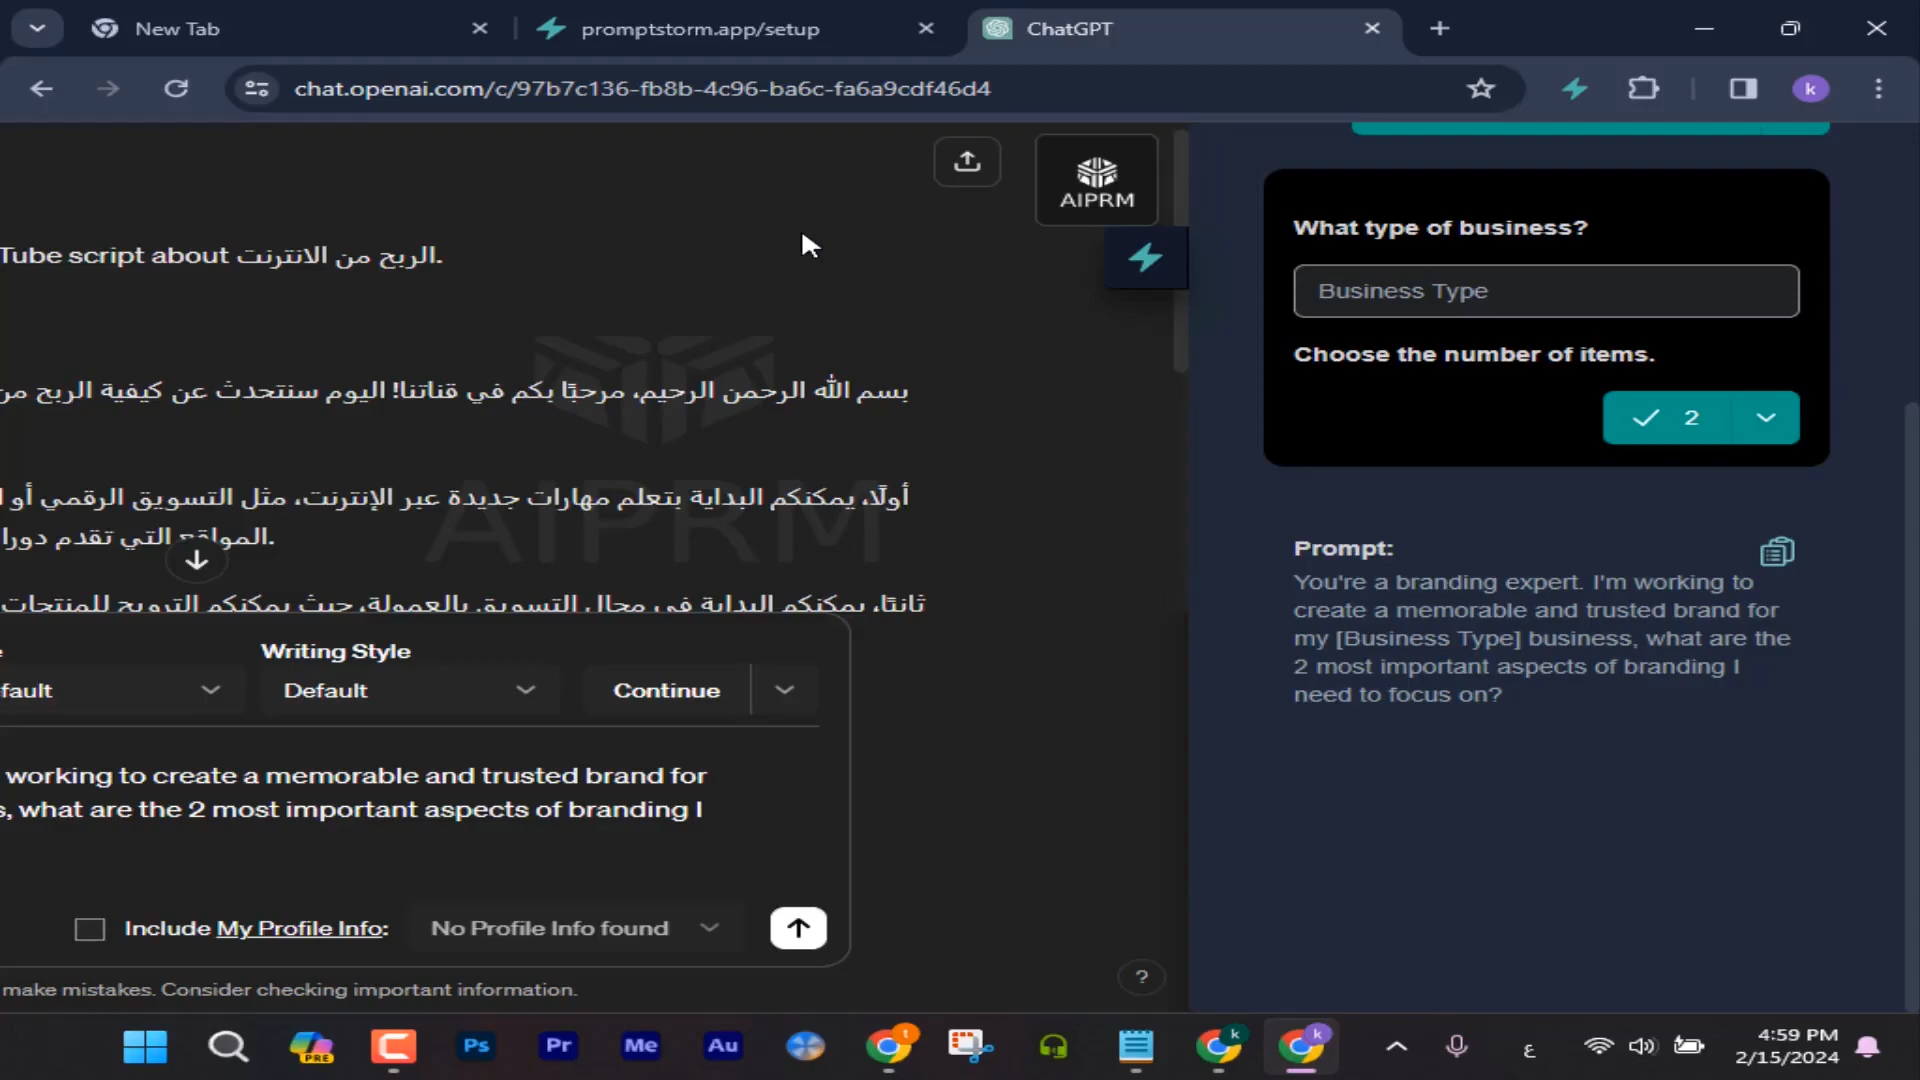 New Tab
promptstorm.app/setup
ChatGPT
chat.openai.com/c/97b7c136-fb8b-4c96-ba6c-fa6a9cdf46d4
k
AIPRM
Tube script about الربح من الانترنت.
بسم الله الرحمن الرحيم، مرحبًا بكم في قناتنا! اليوم سنتحدث عن كيفية الربح من
أولًا، يمكنكم البداية بتعلم مهارات جديدة عبر الإنترنت، مثل التسويق الرقمي أو
المواقع التي تقدم دورا.
ثانيًا، يمكنكم البداية في مجال التسويق بالعمولة، حيث يمكنكم الترويج للمنتجات
AIPRM
Writing Style
fault
Default
Continue
working to create a memorable and trusted brand for
s, what are the 2 most important aspects of branding I
Include My Profile Info:
No Profile Info found
make mistakes. Consider checking important information.
?
What type of business?
Business Type
Choose the number of items.
2
Prompt:
You're a branding expert. I'm working to
create a memorable and trusted brand for
my [Business Type] business, what are the
2 most important aspects of branding I
need to focus on?
PRE
Ps
Pr
Me
Au
t
k
k
ع
4:59 PM
2/15/2024